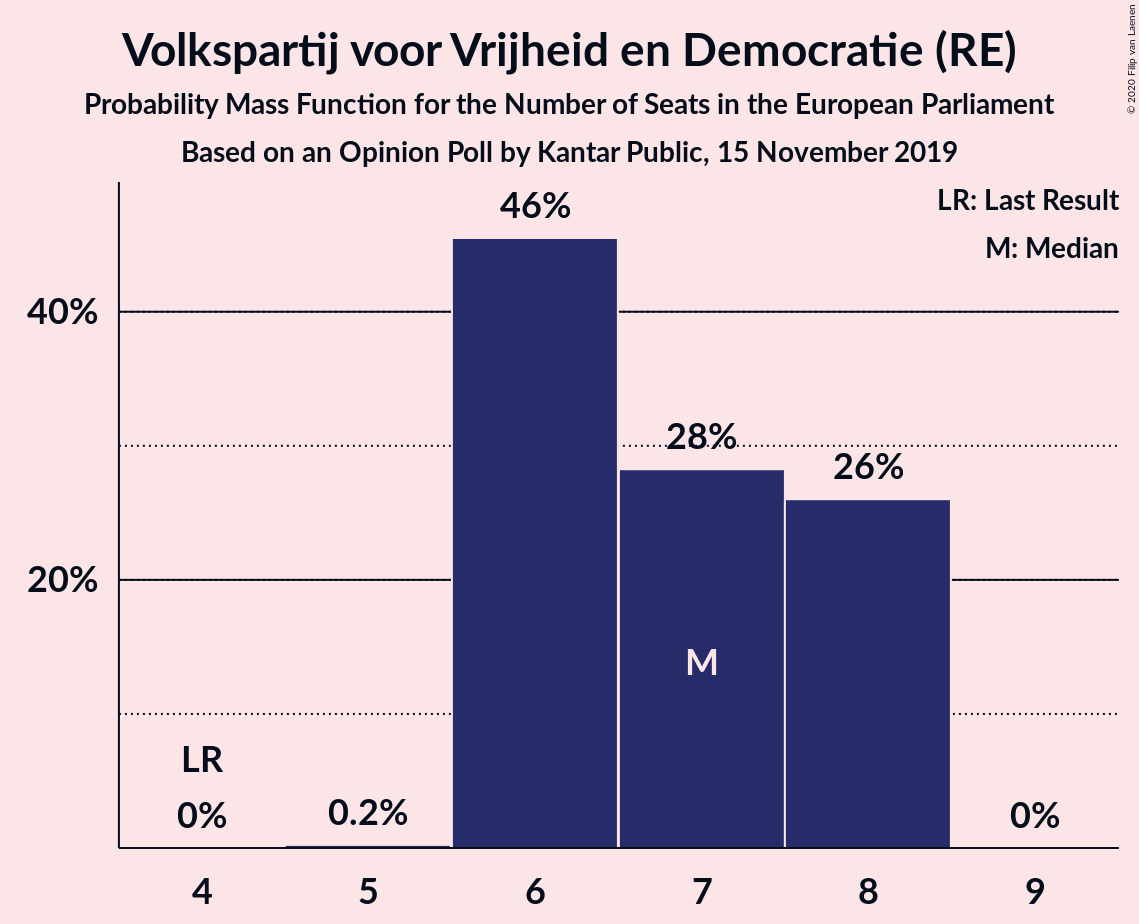 Volkspartij voor Vrijheid en Democratie (RE)
Probability Mass Function for the Number of Seats in the European Parliament
Based on an Opinion Poll by Kantar Public, 15 November 2019
© 2020 Filip van Laenen
LR: Last Result
M: Median
46%
40%
28%
26%
20%
M
LR
0%
0.2%
0%
4 5 6 7 8 9